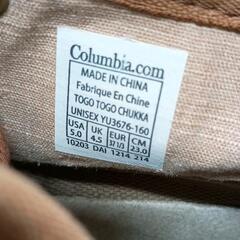 Columbia.com
MADE IN CHINA
Fabrique En Chine
TOGO TOGO CHUKKA
UNISEX YU3676-160
USA UK EUR CM
5.0 4.5 37 1/3 23.0
10203 DAI 1214 214